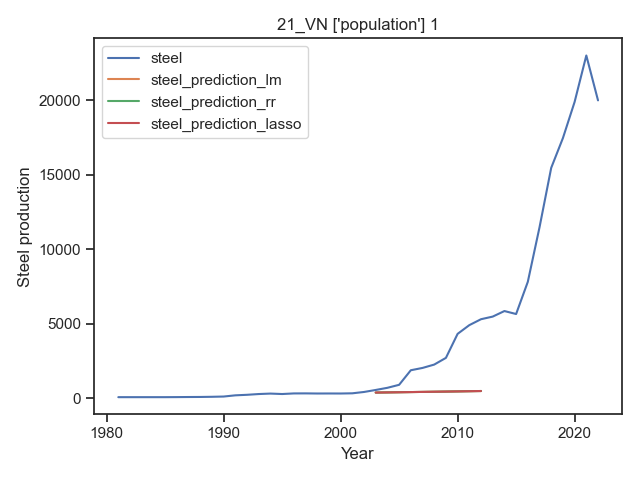 21_VN ['population'] 1
steel
steel_prediction_lm
steel_prediction_rr
steel_prediction_lasso
Steel production
20000
15000
10000
5000
0
1980
1990
2000
2010
2020
Year